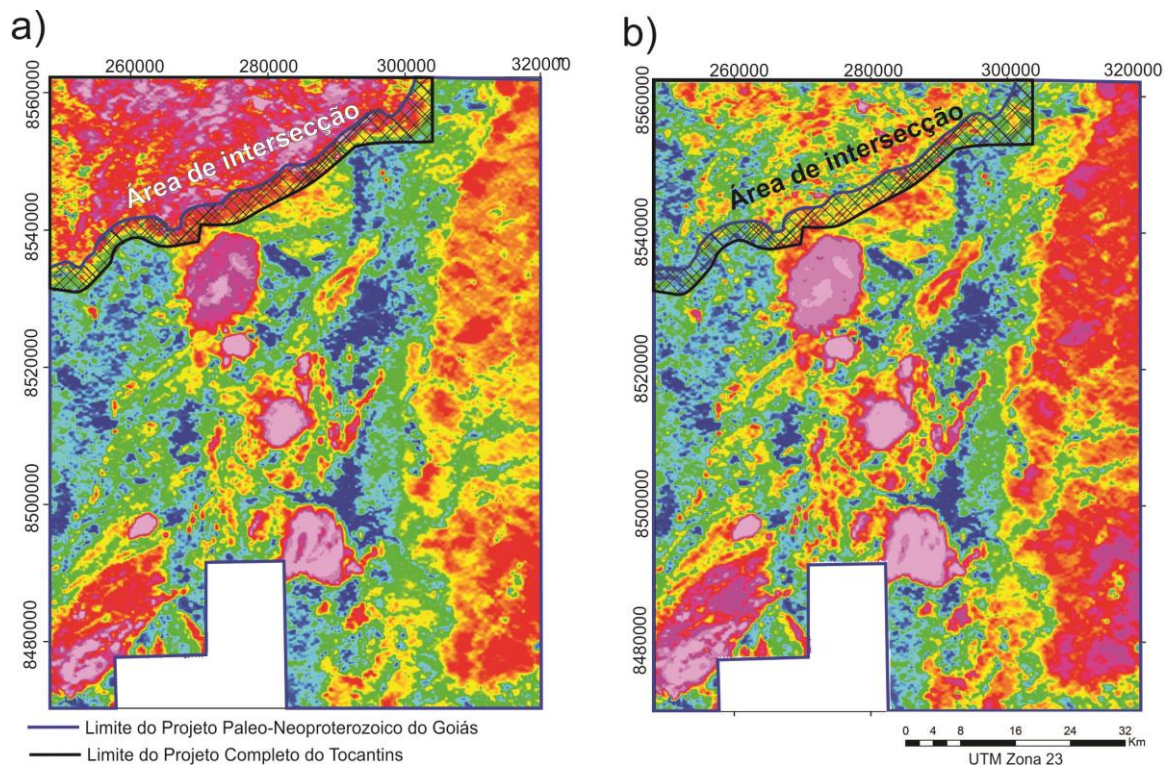 a)
260000 280000 300000 320000
8560000
8540000
8520000
8500000
8480000
Área de intersecção
Limite do Projeto Paleo-Neoproterozoico do Goiás
Limite do Projeto Completo do Tocantins
b)
260000 280000 300000 320000
8560000
8540000
8520000
8500000
8480000
Área de intersecção
0 4 8 16 24 32
Km
UTM Zona 23